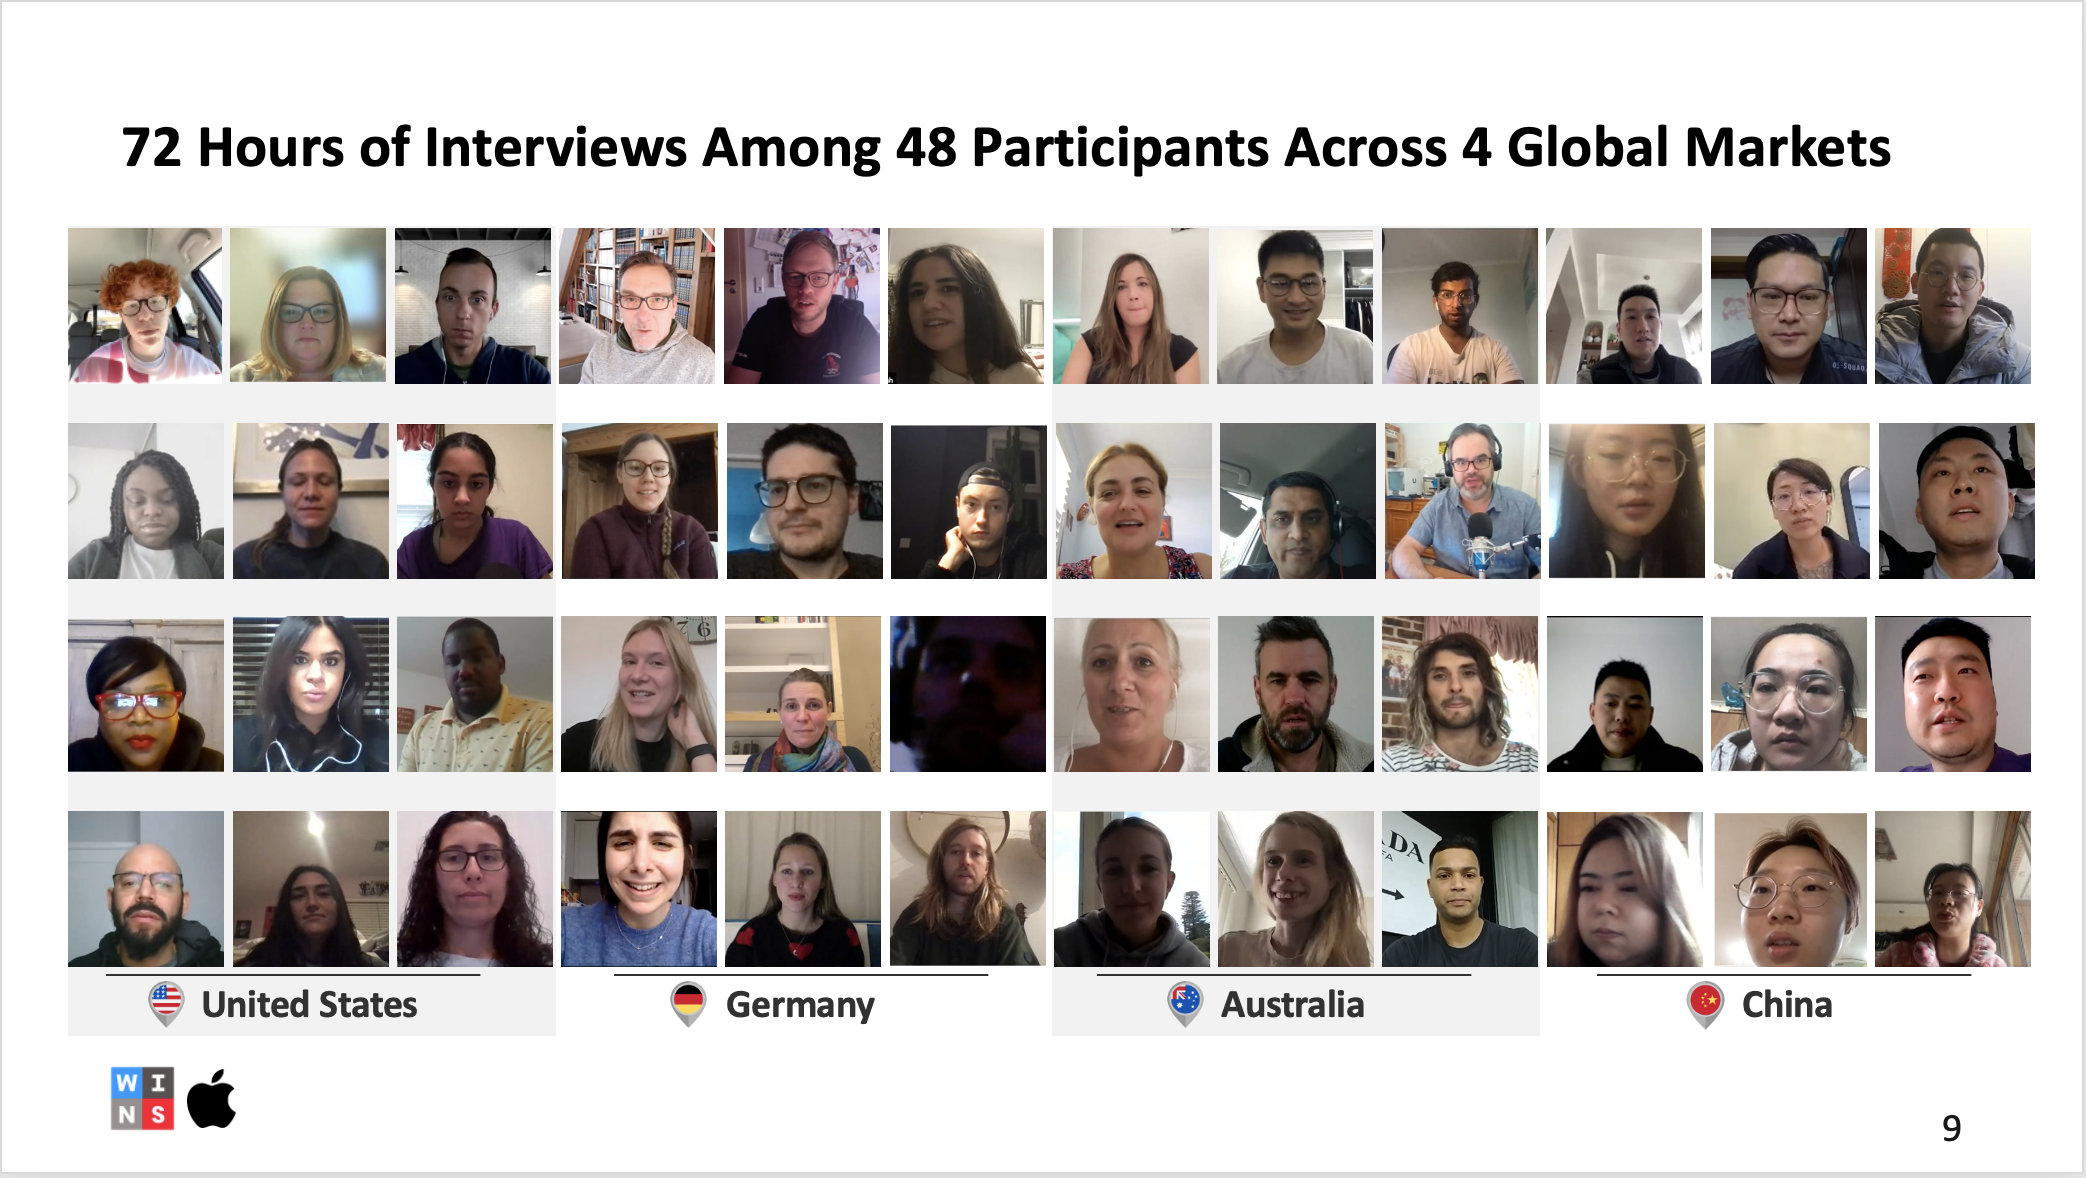 72 Hours of Interviews Among 48 Participants Across 4 Global Markets
United States
Germany
Australia
China
W I
N S
9